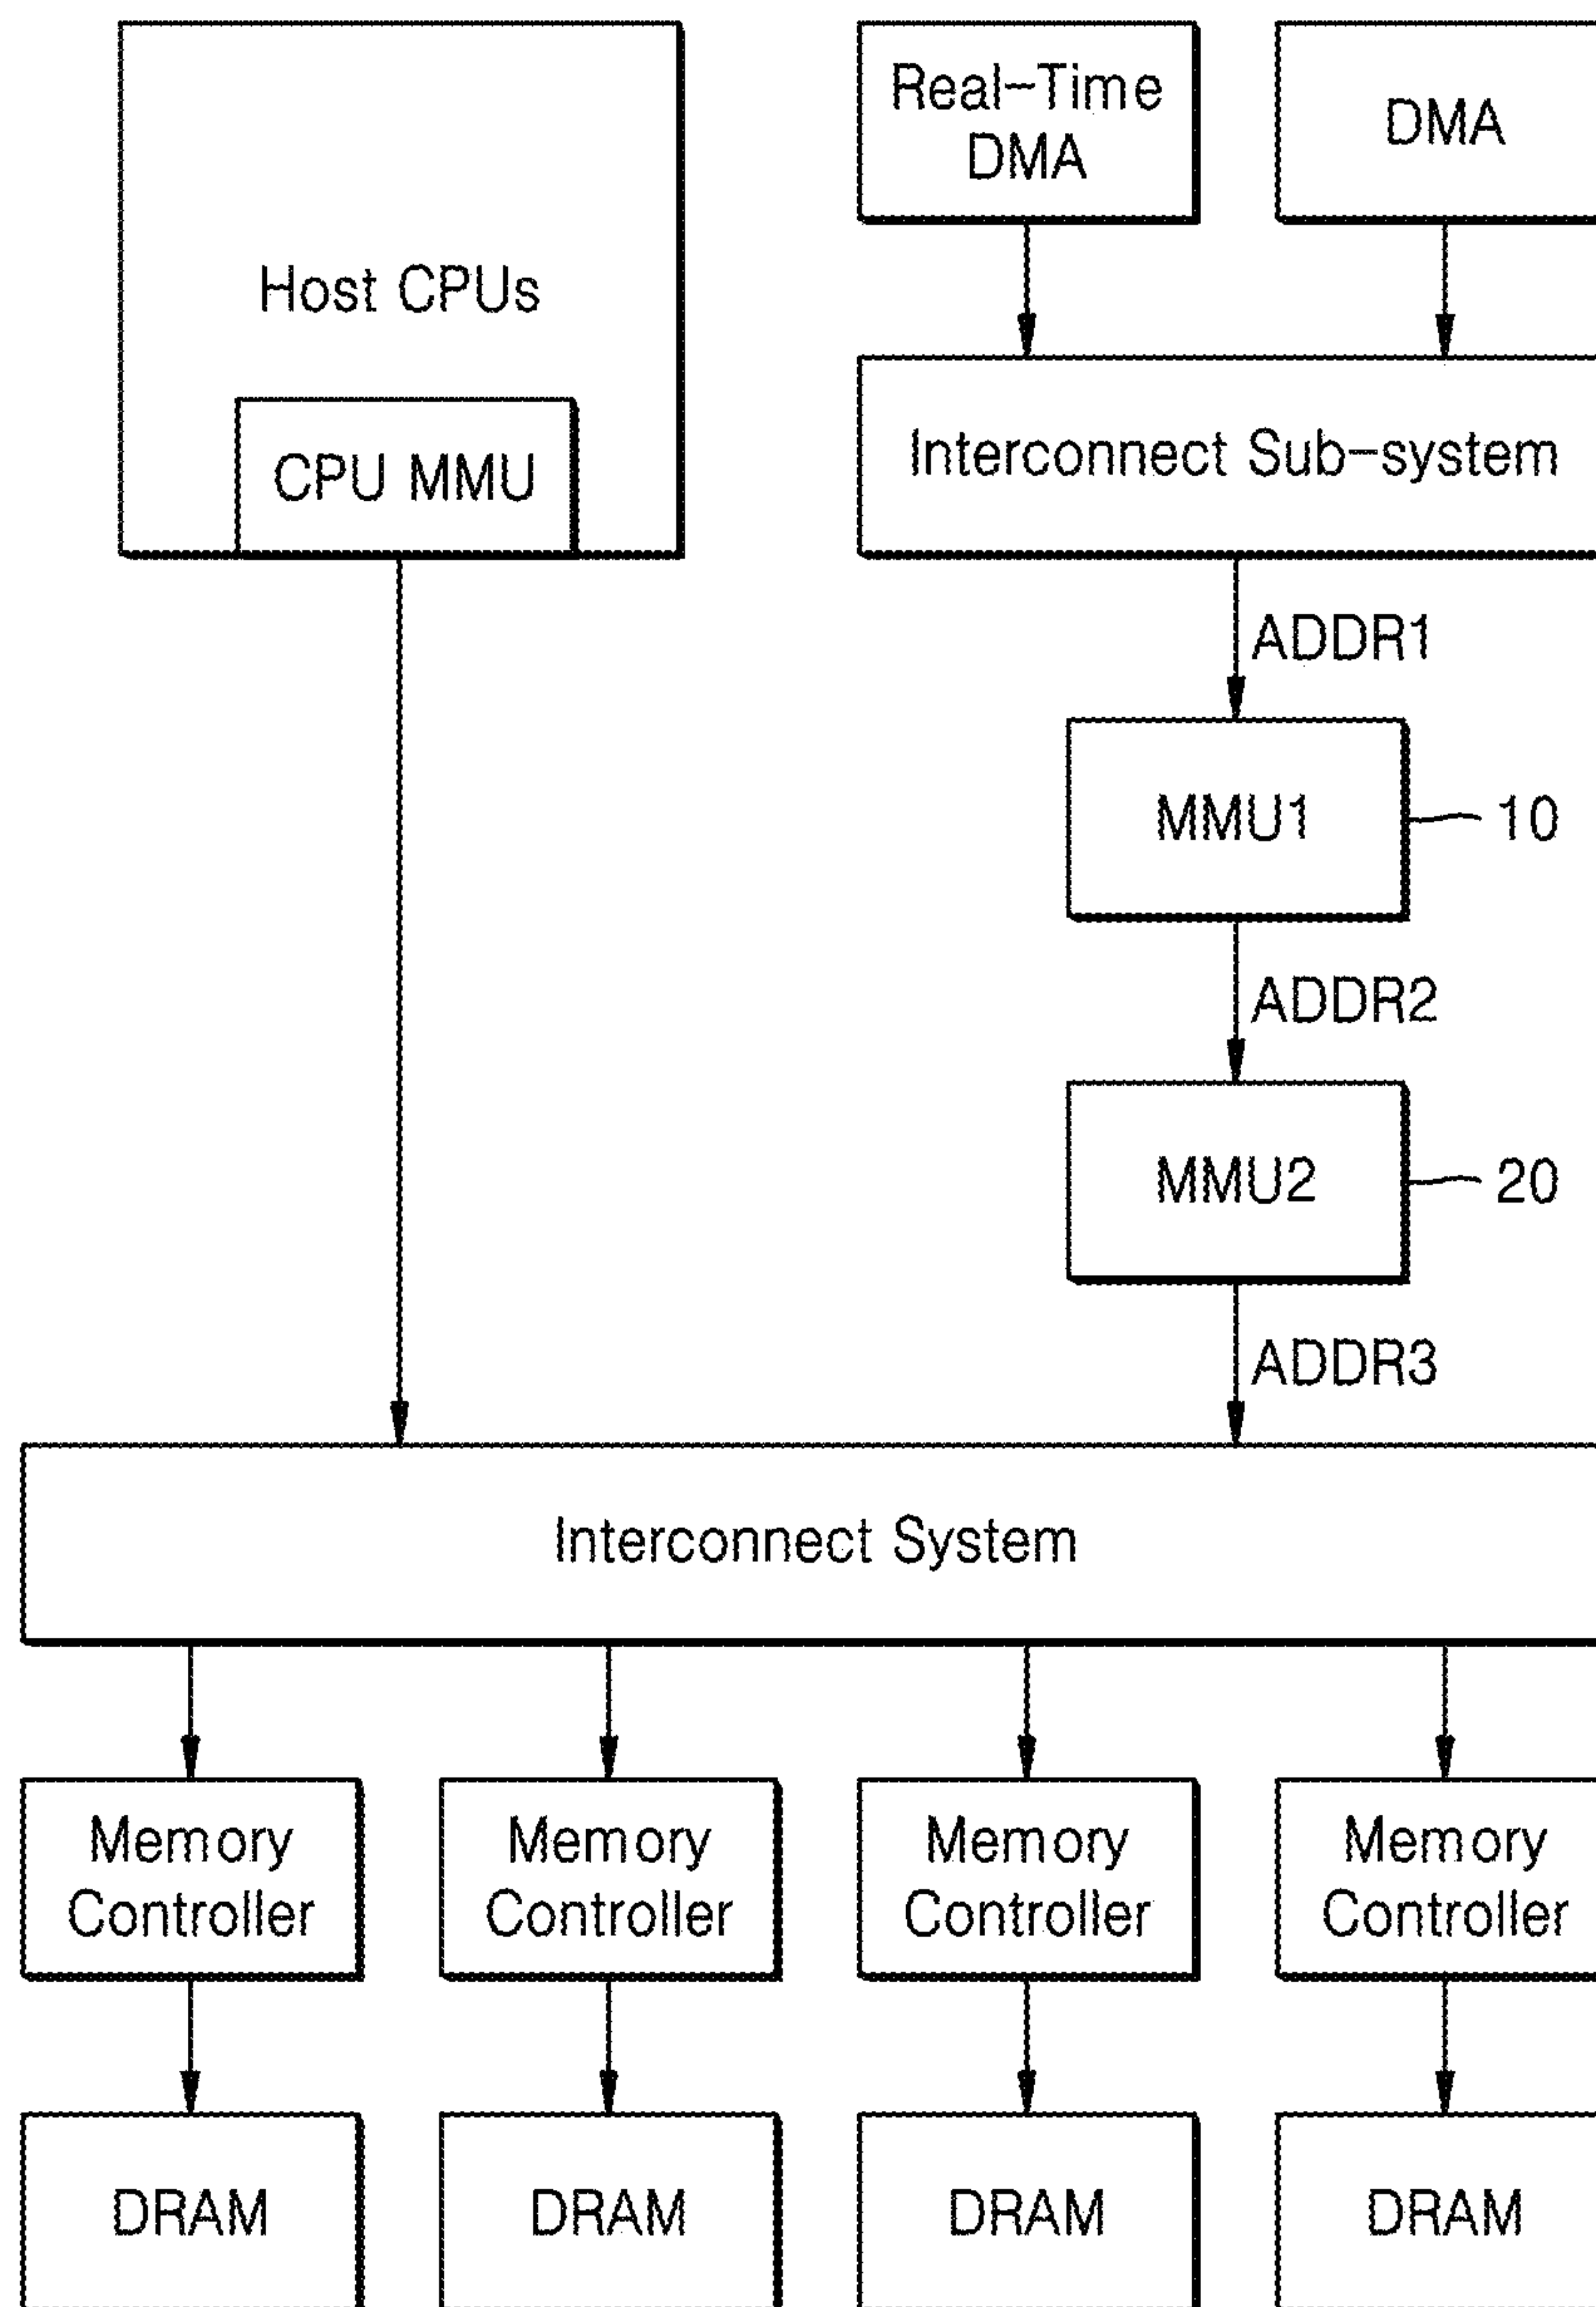 Real-Time
DMA
DMA
Host CPUs
CPU MMU
Interconnect Sub-system
ADDR1
MMU1
10
ADDR2
MMU2
20
ADDR3
Interconnect System
Memory
Controller
Memory
Controller
Memory
Controller
Memory
Controller
DRAM
DRAM
DRAM
DRAM